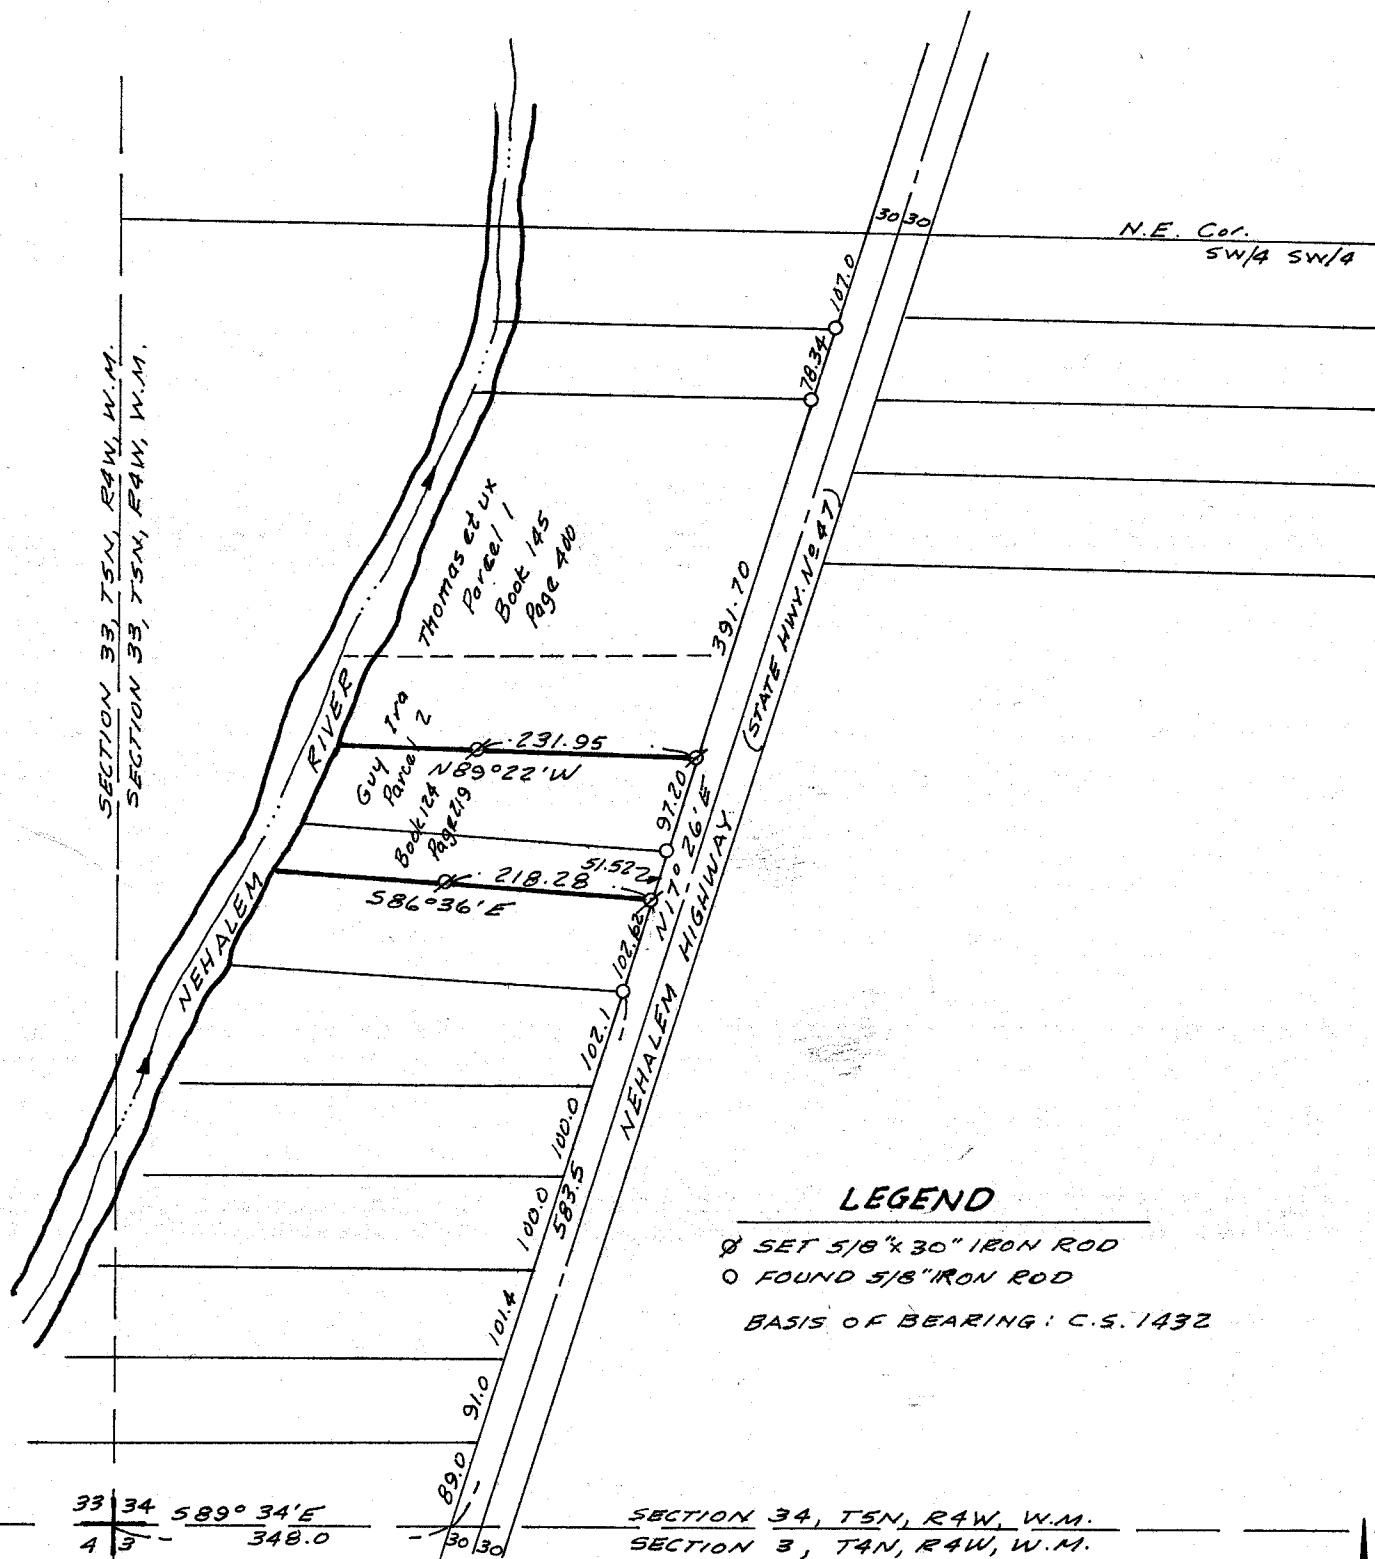 30 30
N.E. Cor.
SW/4 SW/4
107.0
78.34
SECTION 33, T5N, R4W, W.M.
SECTION 33, T5N, R4W, W.M.
Thomas et ux
Parcel 1
Book 145
Page 400
391.70
(STATE HWY. Nº 47)
RIVER
Guy Ira
Parcel 2
Book 124
Page 219
231.95
N89°22'W
97.20
N17°26'E
51.522
218.28
S86°36'E
NEHALEM
102.62
HIGHWAY
NEHALEM
102.1
100.0
583.5
100.0
101.4
91.0
89.0
LEGEND
Ø SET 5/8"x30" IRON ROD
O FOUND 5/8" IRON ROD
BASIS OF BEARING: C.S. 1432
33 34
4 3
S89°34'E
348.0
30 30
SECTION 34, T5N, R4W, W.M.
SECTION 3, T4N, R4W, W.M.